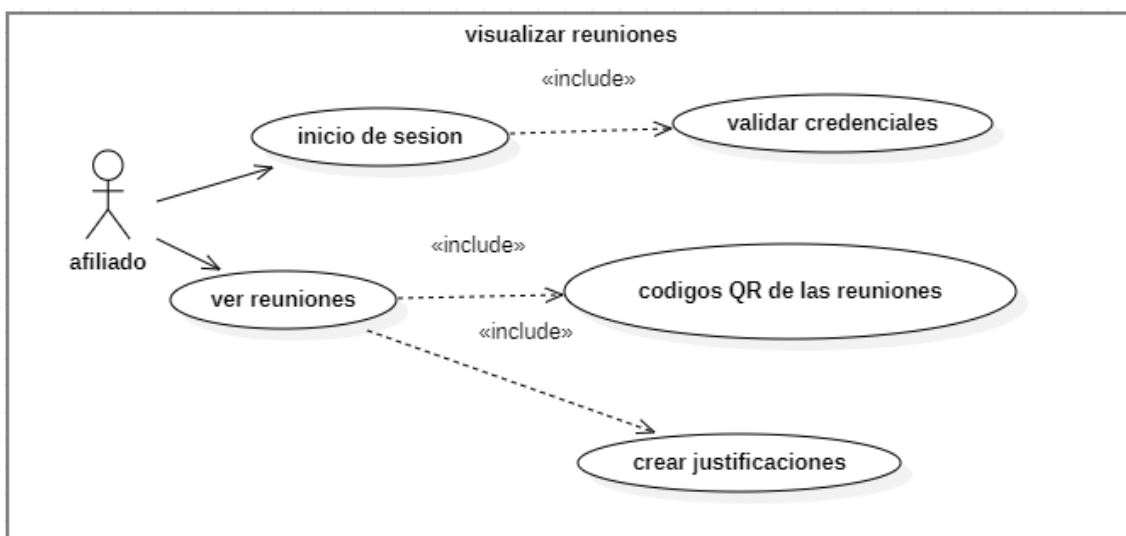 visualizar reuniones
«include»
inicio de sesion
validar credenciales
afiliado
«include»
ver reuniones
codigos QR de las reuniones
«include»
crear justificaciones